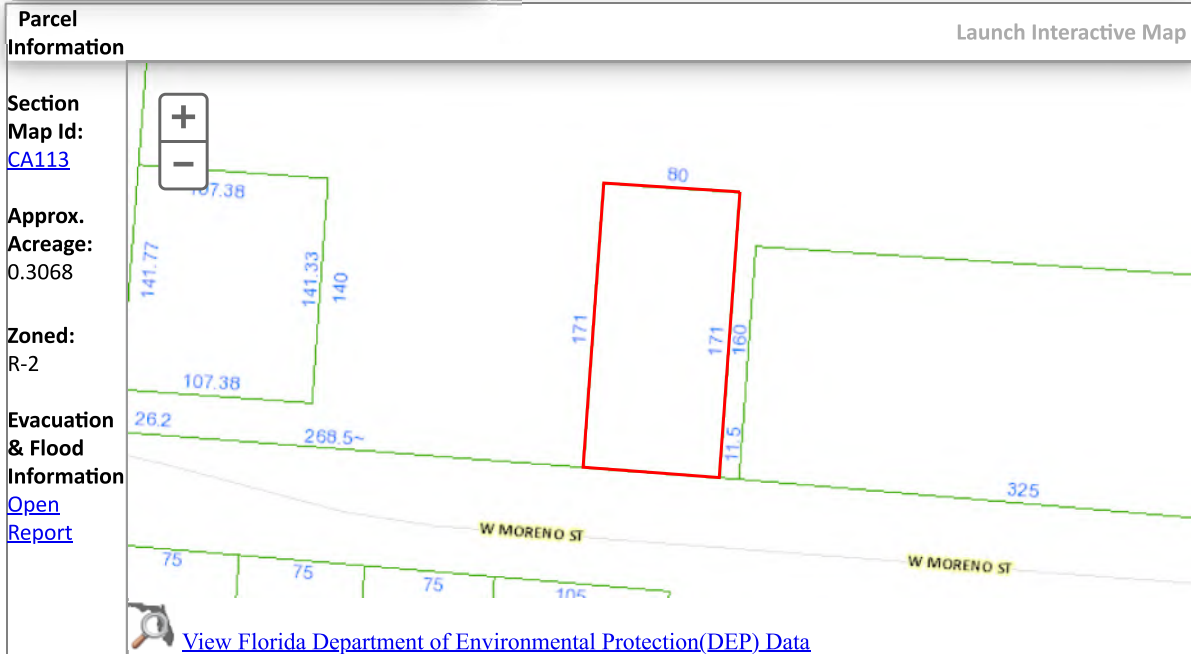 Parcel
Information
Launch Interactive Map
Section
Map Id:
CA113
Approx.
Acreage:
0.3068
Zoned:
R-2
Evacuation
& Flood
Information
Open
Report
+
−
107.38
141.77
141.33
140
107.38
26.2
268.5~
80
171
171
160
11.5
325
W MORENO ST
W MORENO ST
75
75
75
105
View Florida Department of Environmental Protection(DEP) Data